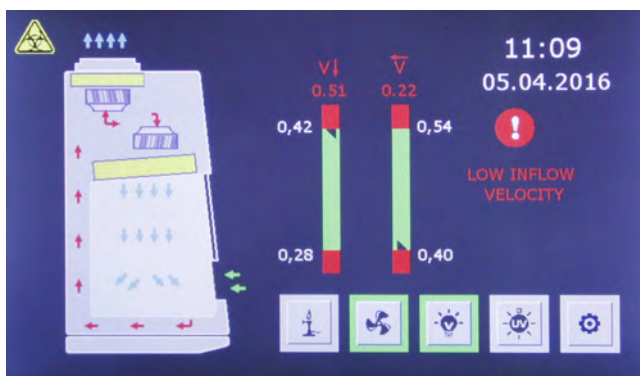 11:09
05.04.2016
V
V
0.51
0.22
0,42
0,54
LOW INFLOW
VELOCITY
0,28
0,40
V
UV